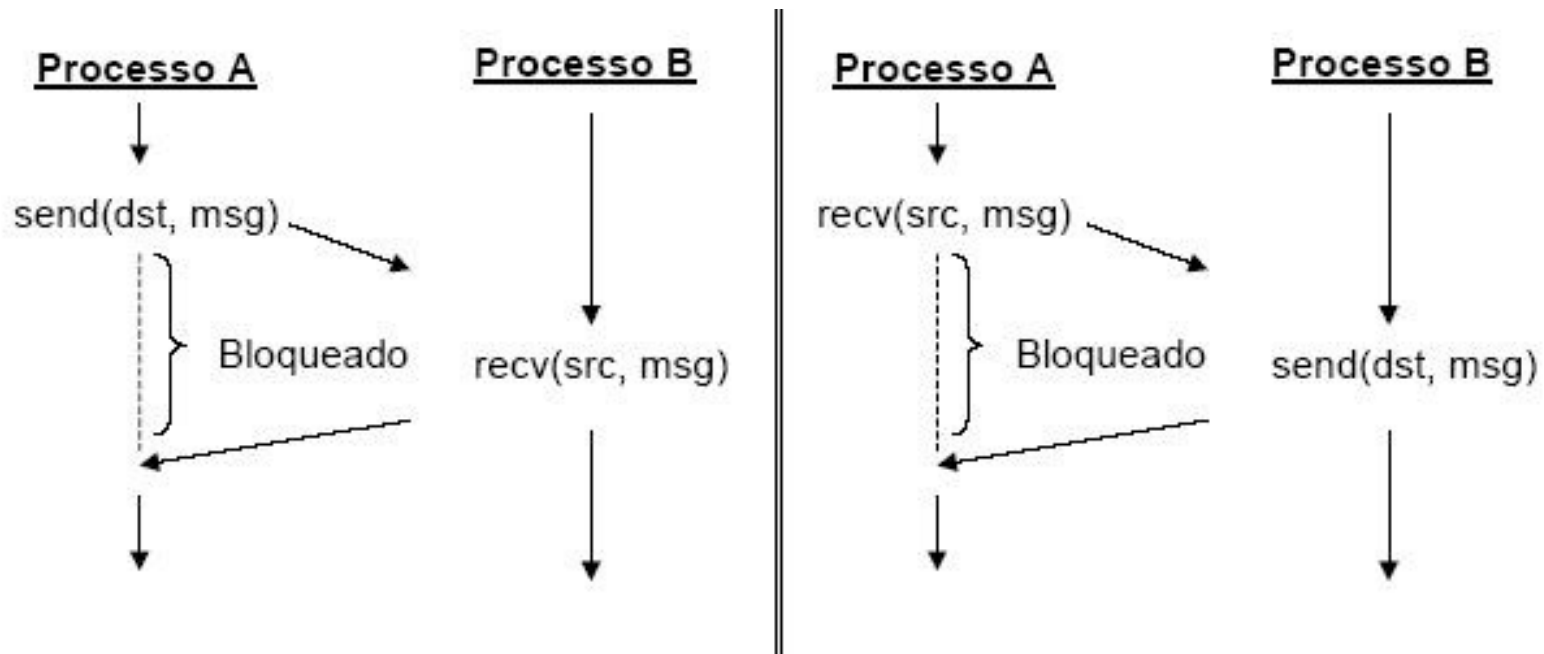 Processo A
Processo B
send(dst, msg)
Bloqueado
recv(src, msg)
Processo A
Processo B
recv(src, msg)
Bloqueado
send(dst, msg)